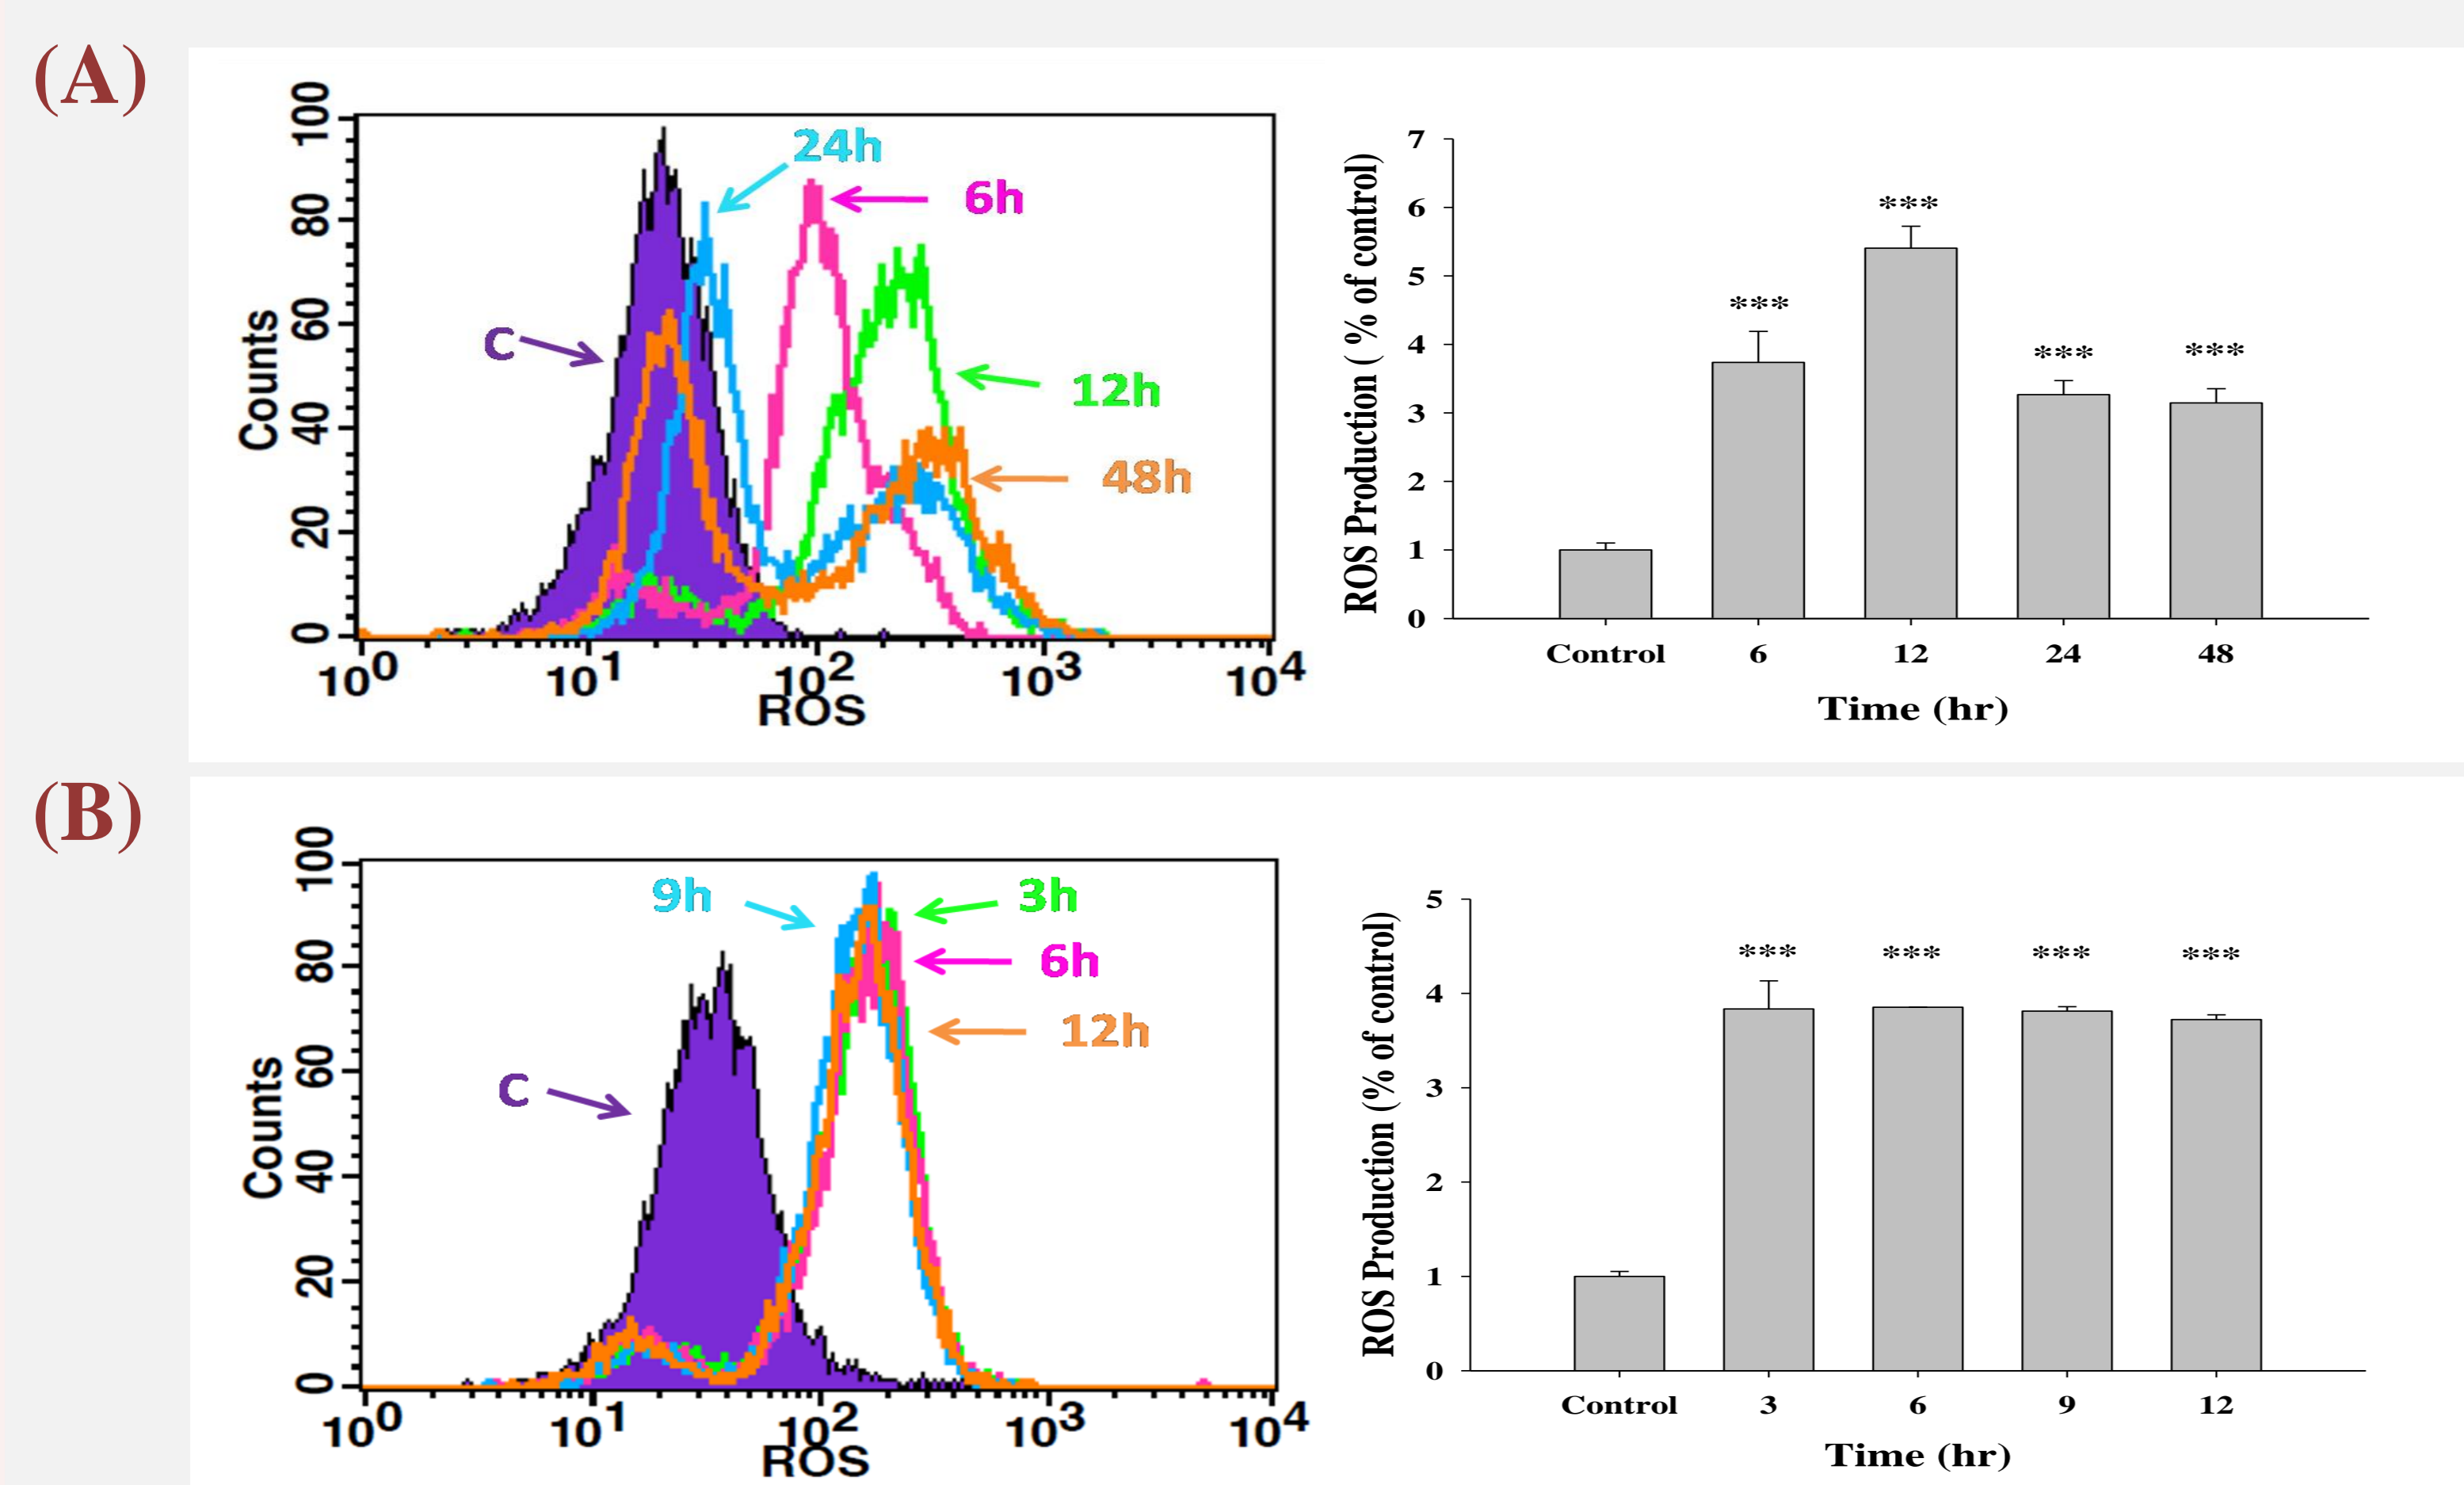 (A)
100
80
60
40
20
0
Counts
C
24h
6h
12h
48h
10^0 10^1 10^2 10^3 10^4
ROS
ROS Production ( % of control)
7
6
5
4
3
2
1
0
***
***
***
***
Control 6 12 24 48
Time (hr)
(B)
100
80
60
40
20
0
Counts
C
9h
3h
6h
12h
10^0 10^1 10^2 10^3 10^4
ROS
ROS Production (% of control)
5
4
3
2
1
0
*** *** *** ***
Control 3 6 9 12
Time (hr)